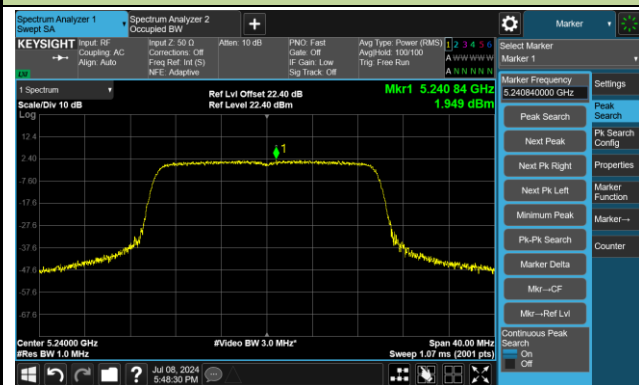 Spectrum Analyzer 1
Swept SA
Spectrum Analyzer 2
Occupied BW
Marker
KEYSIGHT
Input: RF
Coupling: AC
Align: Auto
Input Z: 50 Ω
Corrections: Off
Freq Ref: Int (S)
NFE: Adaptive
Atten: 10 dB
PNO: Fast
Gate: Off
IF Gain: Low
Sig Track: Off
Avg Type: Power (RMS)
Avg|Hold: 100/100
Trig: Free Run
1 2 3 4 5 6
A W W W W W
A N N N N N
Select Marker
Marker 1
1 Spectrum
Scale/Div 10 dB
Log
Ref Lvl Offset 22.40 dB
Ref Level 22.40 dBm
Mkr1 5.240 84 GHz
1.949 dBm
12.4
2.40
-7.60
-17.6
-27.6
-37.6
-47.6
-57.6
-67.6
1
Center 5.24000 GHz
#Res BW 1.0 MHz
#Video BW 3.0 MHz*
Span 40.00 MHz
Sweep 1.07 ms (2001 pts)
Marker Frequency
5.240840000 GHz
Peak Search
Next Peak
Next Pk Right
Next Pk Left
Minimum Peak
Pk-Pk Search
Marker Delta
Mkr→CF
Mkr→Ref Lvl
Continuous Peak
Search
On
Off
Settings
Peak
Search
Pk Search
Config
Properties
Marker
Function
Marker→
Counter
Jul 08, 2024
5:48:30 PM